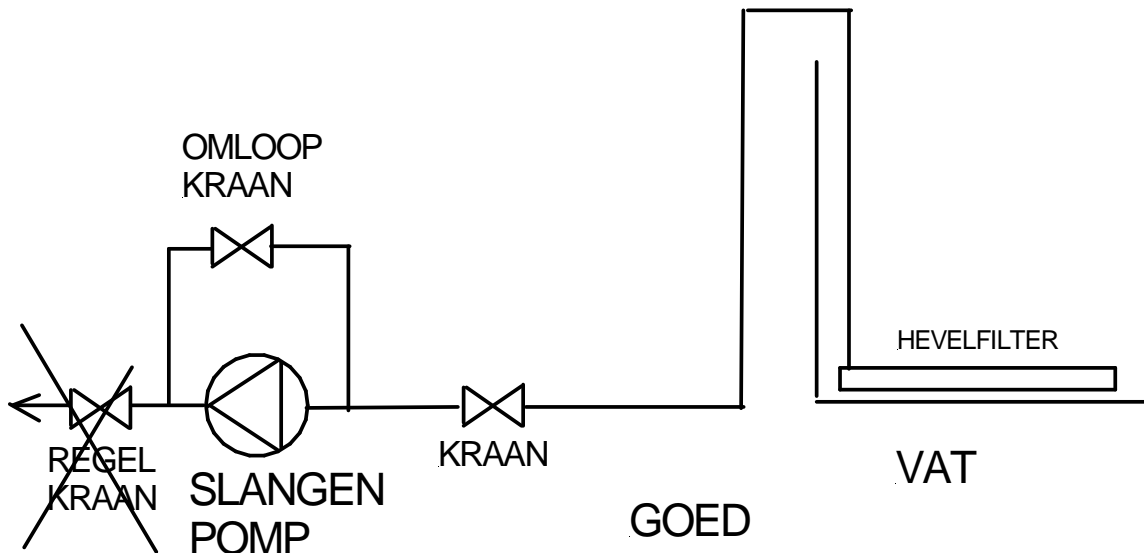 OMLOOP
KRAAN
HEVELFILTER
REGEL
KRAAN
SLANGEN
POMP
KRAAN
GOED
VAT